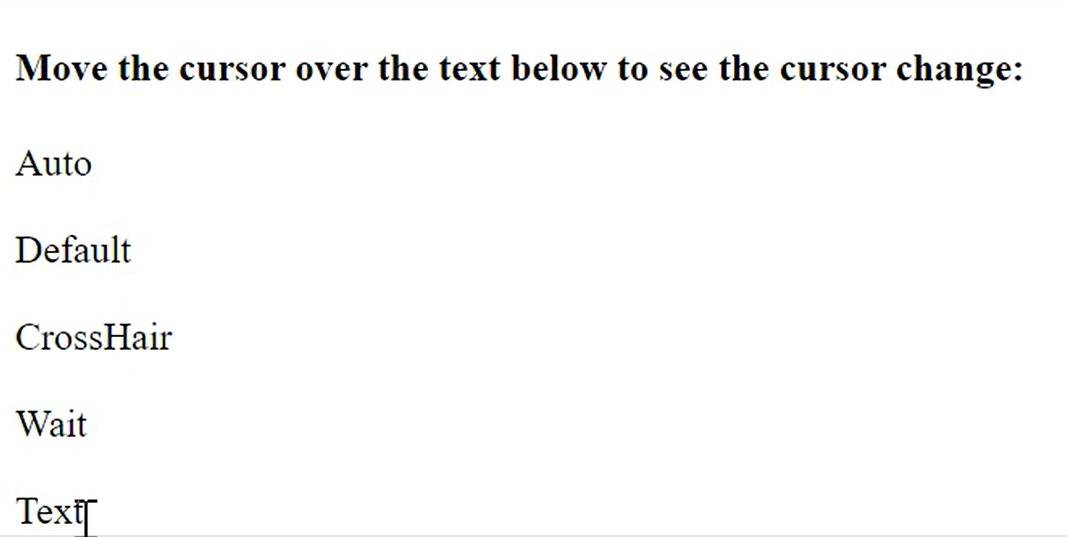 Move the cursor over the text below to see the cursor change:
Auto
Default
CrossHair
Wait
Text